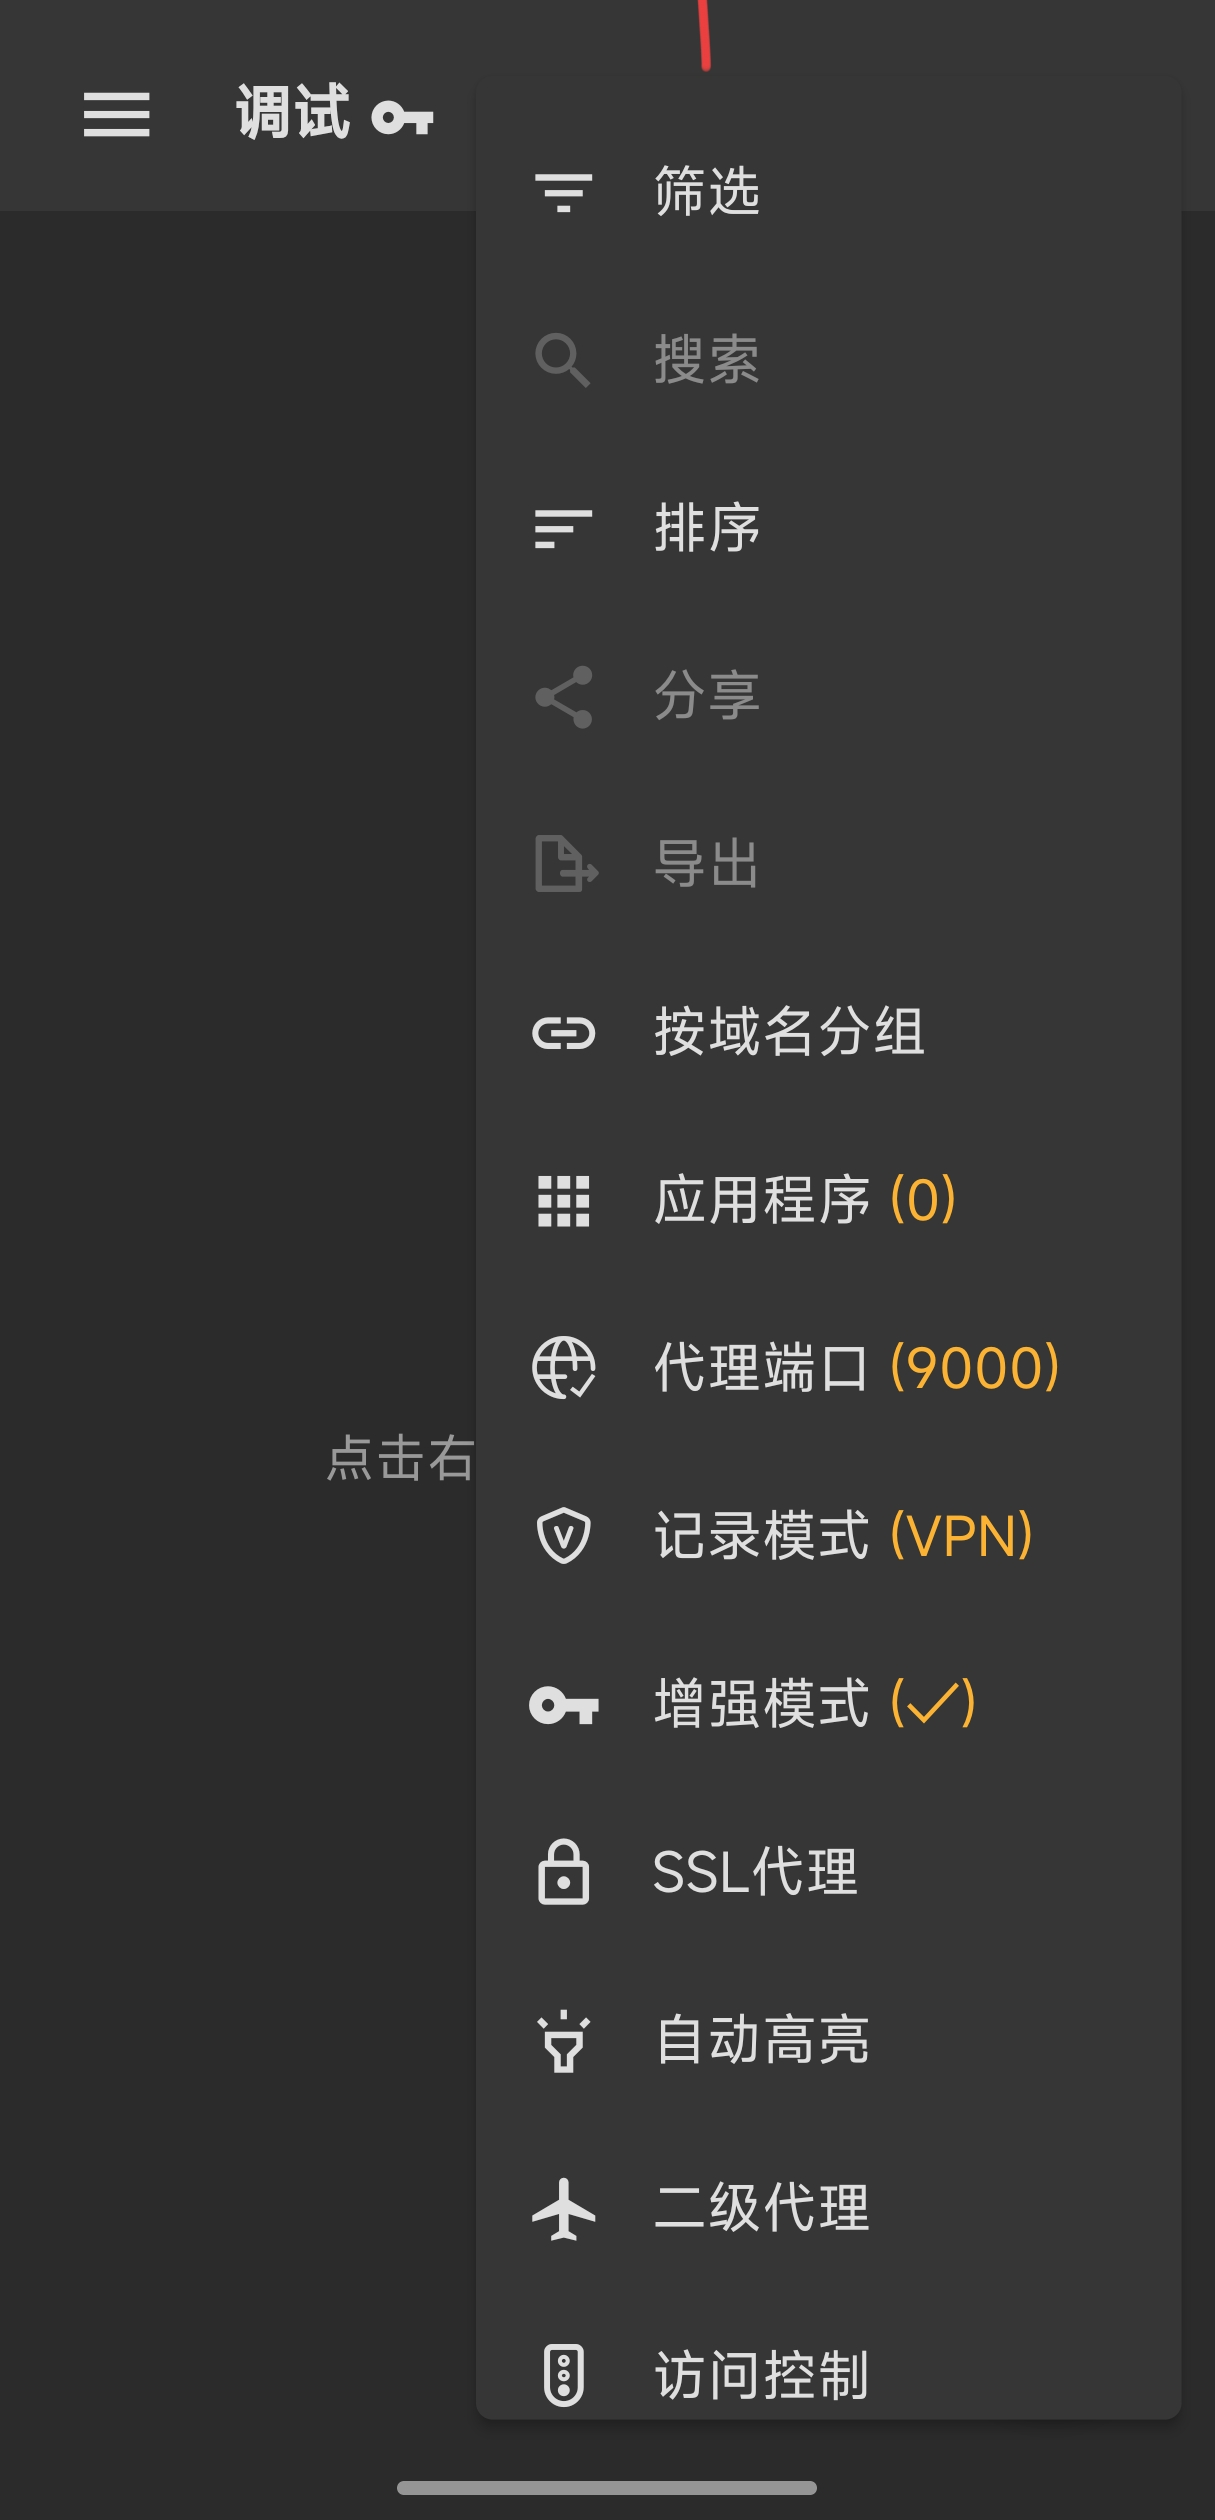 调试
筛选
搜索
排序
分享
导出
按域名分组
应用程序 (0)
代理端口 (9000)
点击右
记录模式 (VPN)
增强模式 (✓)
SSL代理
自动高亮
二级代理
访问控制